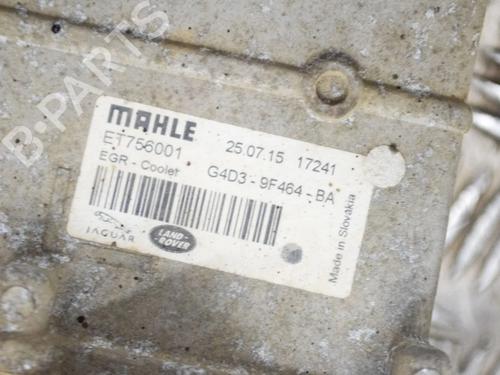 B-PARTS
MAHLE
ET756001 25.07.15 17241
EGR - Cooler G4D3 - 9F464 - BA
JAGUAR
LAND-
ROVER
Made in Slovakia